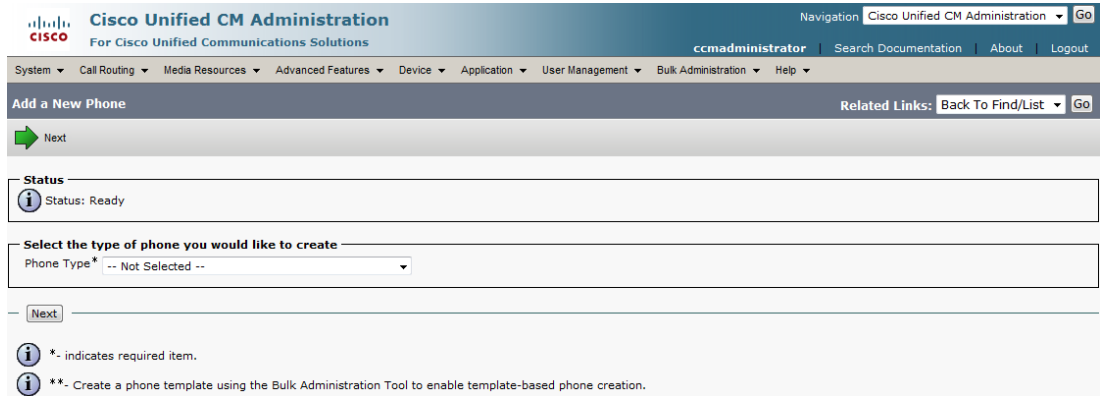 Cisco Unified CM Administration
For Cisco Unified Communications Solutions
CISCO
Navigation Cisco Unified CM Administration Go
ccmadministrator | Search Documentation | About | Logout
System Call Routing Media Resources Advanced Features Device Application User Management Bulk Administration Help
Add a New Phone
Related Links: Back To Find/List Go
Next
Status
i Status: Ready
Select the type of phone you would like to create
Phone Type* -- Not Selected --
Next
i *- indicates required item.
i **- Create a phone template using the Bulk Administration Tool to enable template-based phone creation.